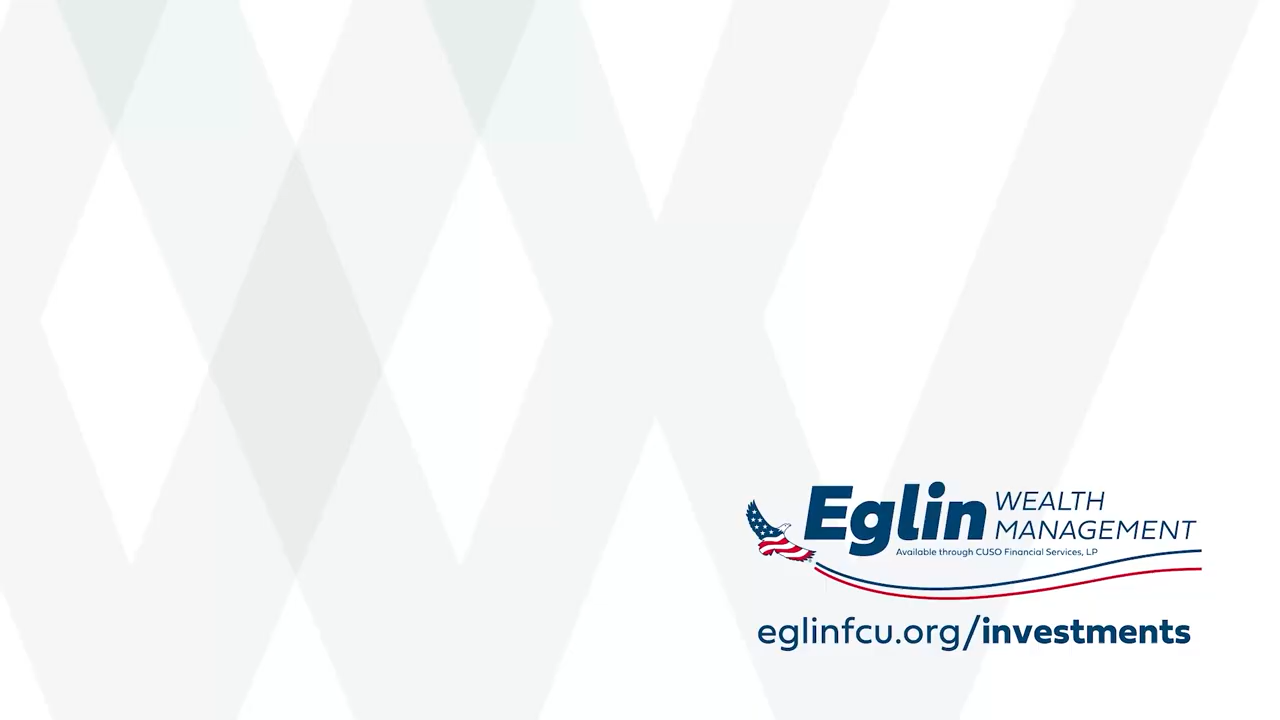 Eglin WEALTH
MANAGEMENT
Available through CUSO Financial Services, LP
eglinfcu.org/investments